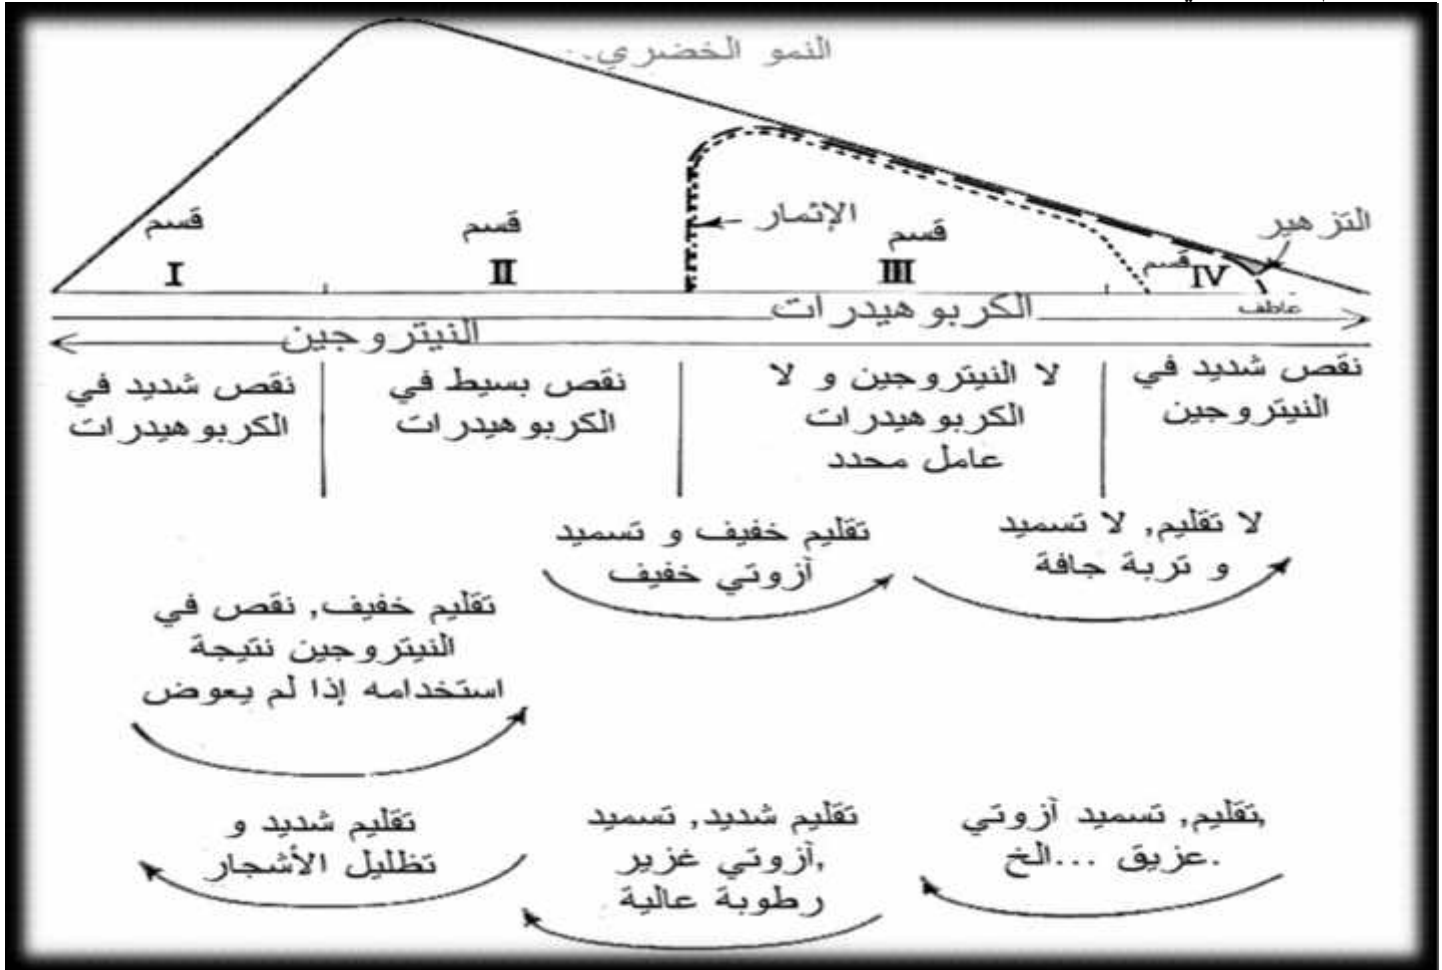 النمو الخضري
قسم
I
قسم
II
الإثمار
قسم
III
قسم
IV
التزهير
عاطف
الكربوهيدرات
النيتروجين
نقص شديد في
النيتروجين
لا النيتروجين و لا
الكربوهيدرات
عامل محدد
نقص بسيط في
الكربوهيدرات
نقص شديد في
الكربوهيدرات
لا تقليم, لا تسميد
و تربة جافة
تقليم خفيف و تسميد
آزوتي خفيف
تقليم خفيف, نقص في
النيتروجين نتيجة
استخدامه إذا لم يعوض
تقليم, تسميد آزوتي,
عزيق ...الخ.
تقليم شديد, تسميد
آزوتي غزير,
رطوبة عالية
تقليم شديد و
تظليل الأشجار